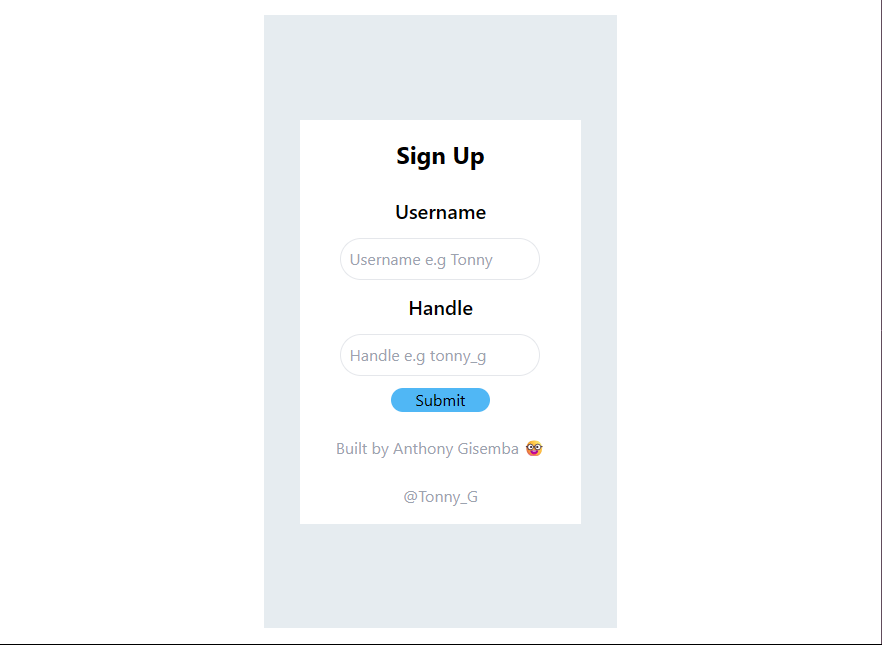 Sign Up
Username
Username e.g Tonny
Handle
Handle e.g tonny_g
Submit
Built by Anthony Gisemba 🤓
@Tonny_G